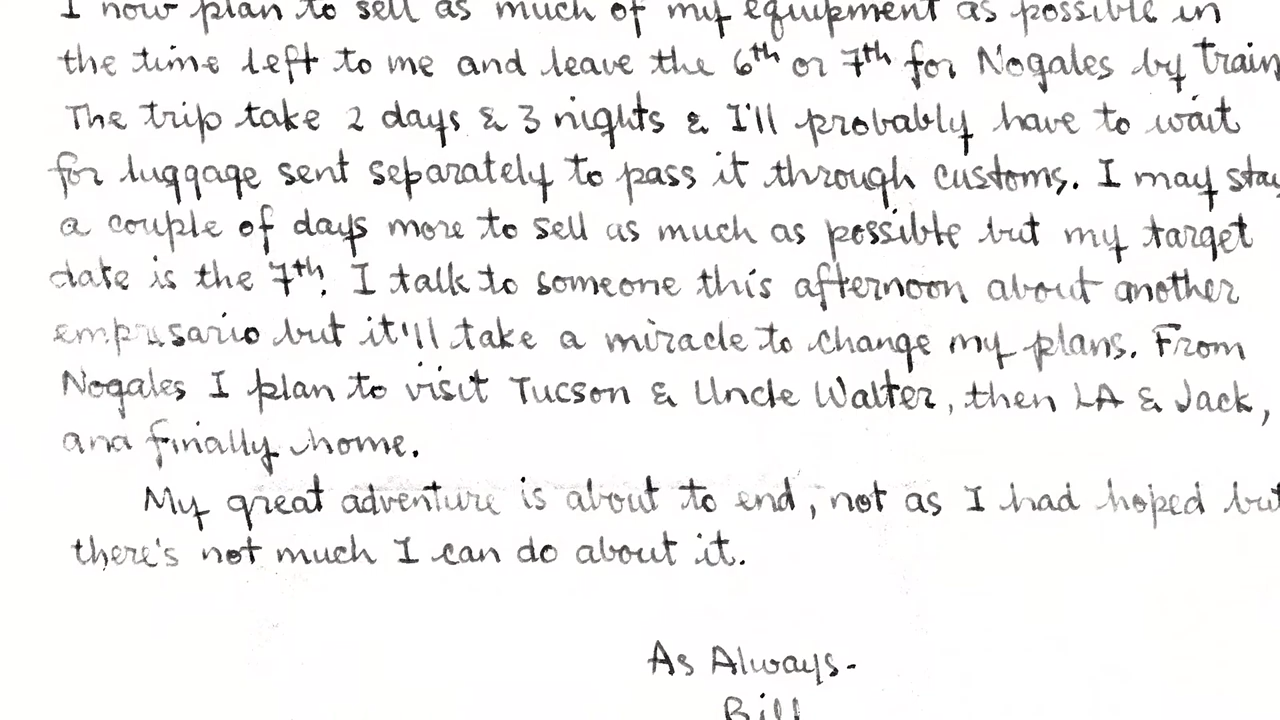 I now plan to sell as much of my equipment as possible in
the time left to me and leave the 6th or 7th for Nogales by train
The trip take 2 days & 3 nights & I'll probably have to wait
for luggage sent separately to pass it through customs. I may stay
a couple of days more to sell as much as possible but my target
date is the 7th. I talk to someone this afternoon about another
empresario but it'll take a miracle to change my plans. From
Nogales I plan to visit Tucson & Uncle Walter, then LA & Jack,
and finally home.
My great adventure is about to end, not as I had hoped but
there's not much I can do about it.
As Always-
Bill